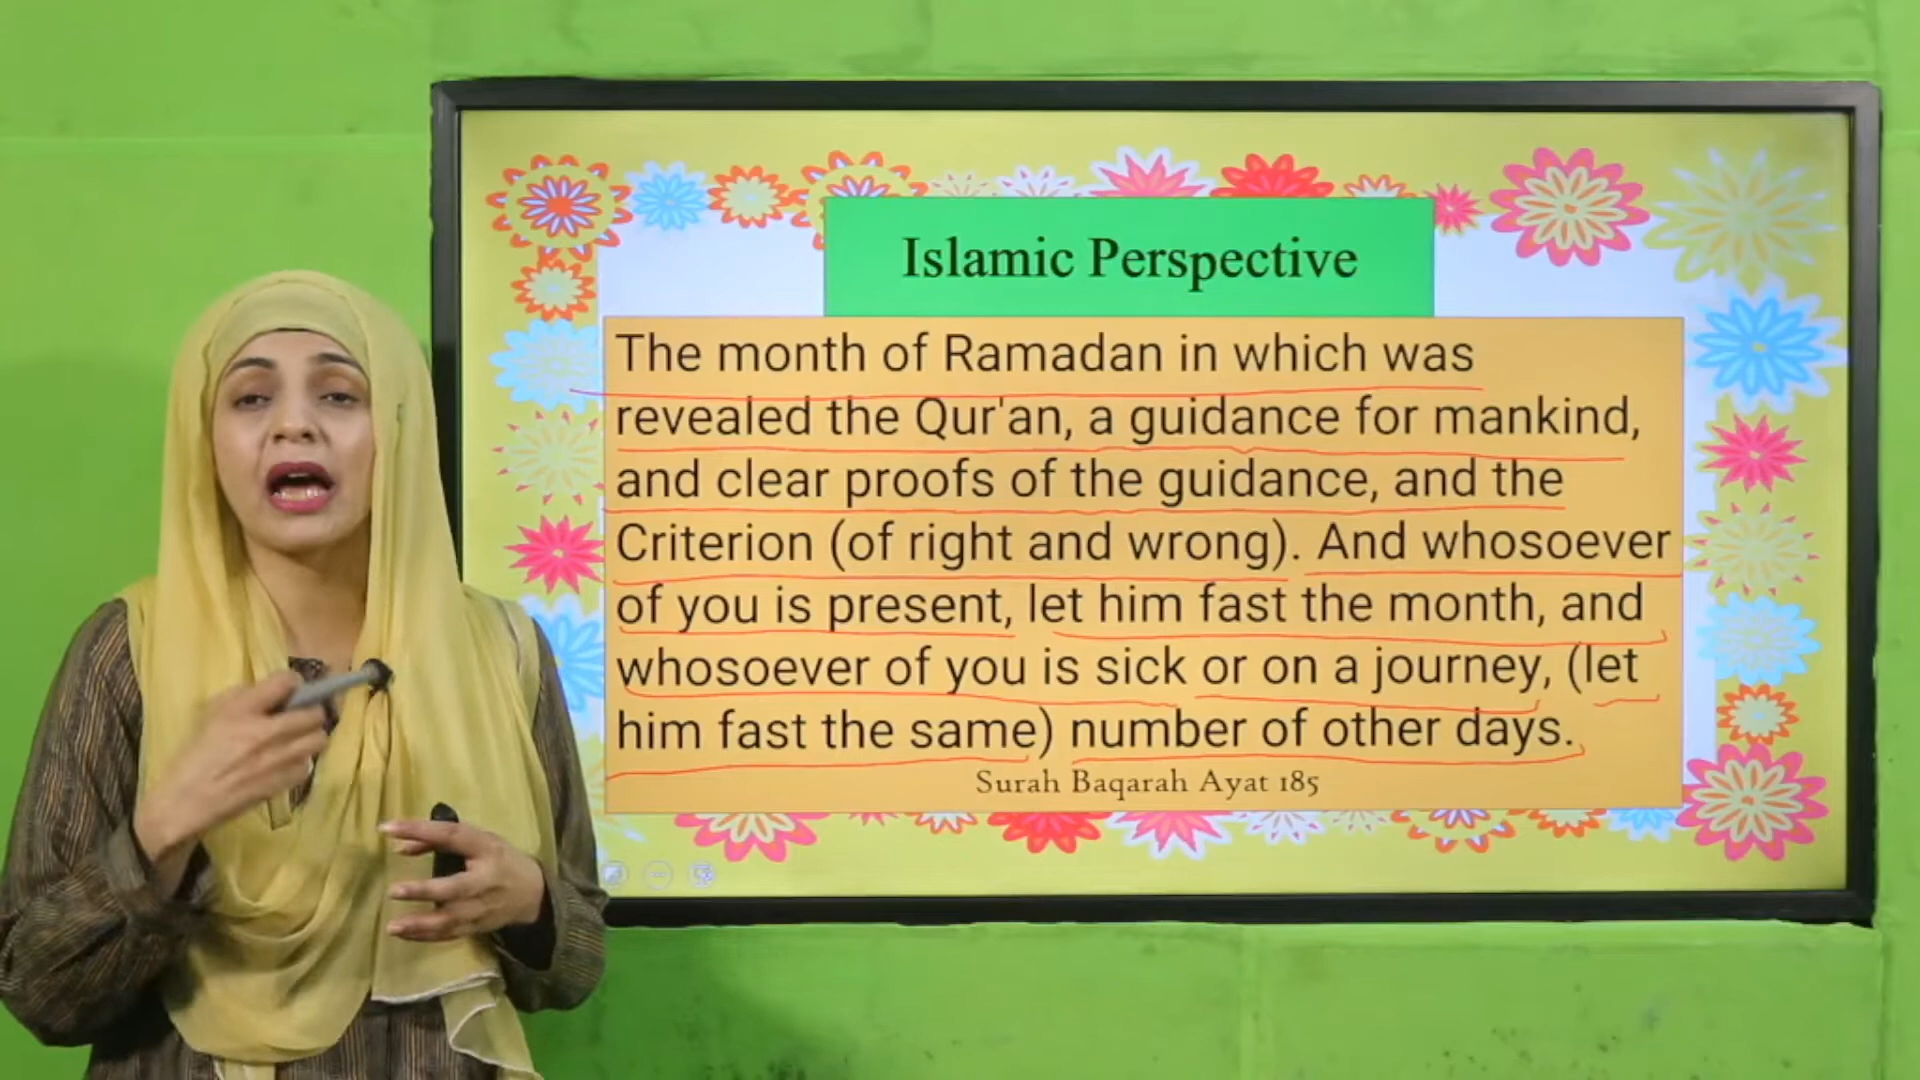 Islamic Perspective
The month of Ramadan in which was
revealed the Qur'an, a guidance for mankind,
and clear proofs of the guidance, and the
Criterion (of right and wrong). And whosoever
of you is present, let him fast the month, and
whosoever of you is sick or on a journey, (let
him fast the same) number of other days.
Surah Baqarah Ayat 185